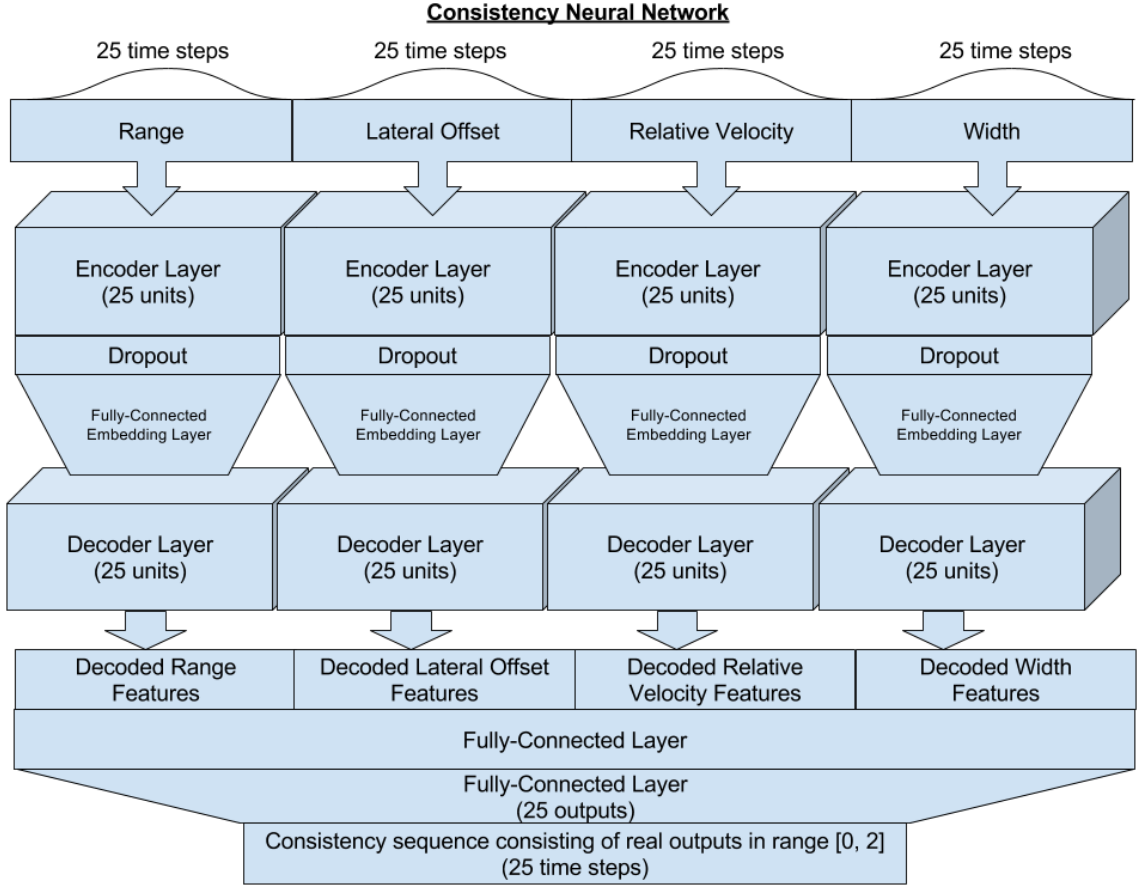 Consistency Neural Network
25 time steps 25 time steps 25 time steps 25 time steps
Range Lateral Offset Relative Velocity Width
Encoder Layer Encoder Layer Encoder Layer Encoder Layer
(25 units) (25 units) (25 units) (25 units)
Dropout Dropout Dropout Dropout
Fully-Connected Fully-Connected Fully-Connected Fully-Connected
Embedding Layer Embedding Layer Embedding Layer Embedding Layer
Decoder Layer Decoder Layer Decoder Layer Decoder Layer
(25 units) (25 units) (25 units) (25 units)
Decoded Range Decoded Lateral Offset Decoded Relative Decoded Width
Features Features Velocity Features Features
Fully-Connected Layer
Fully-Connected Layer
(25 outputs)
Consistency sequence consisting of real outputs in range [0, 2]
(25 time steps)